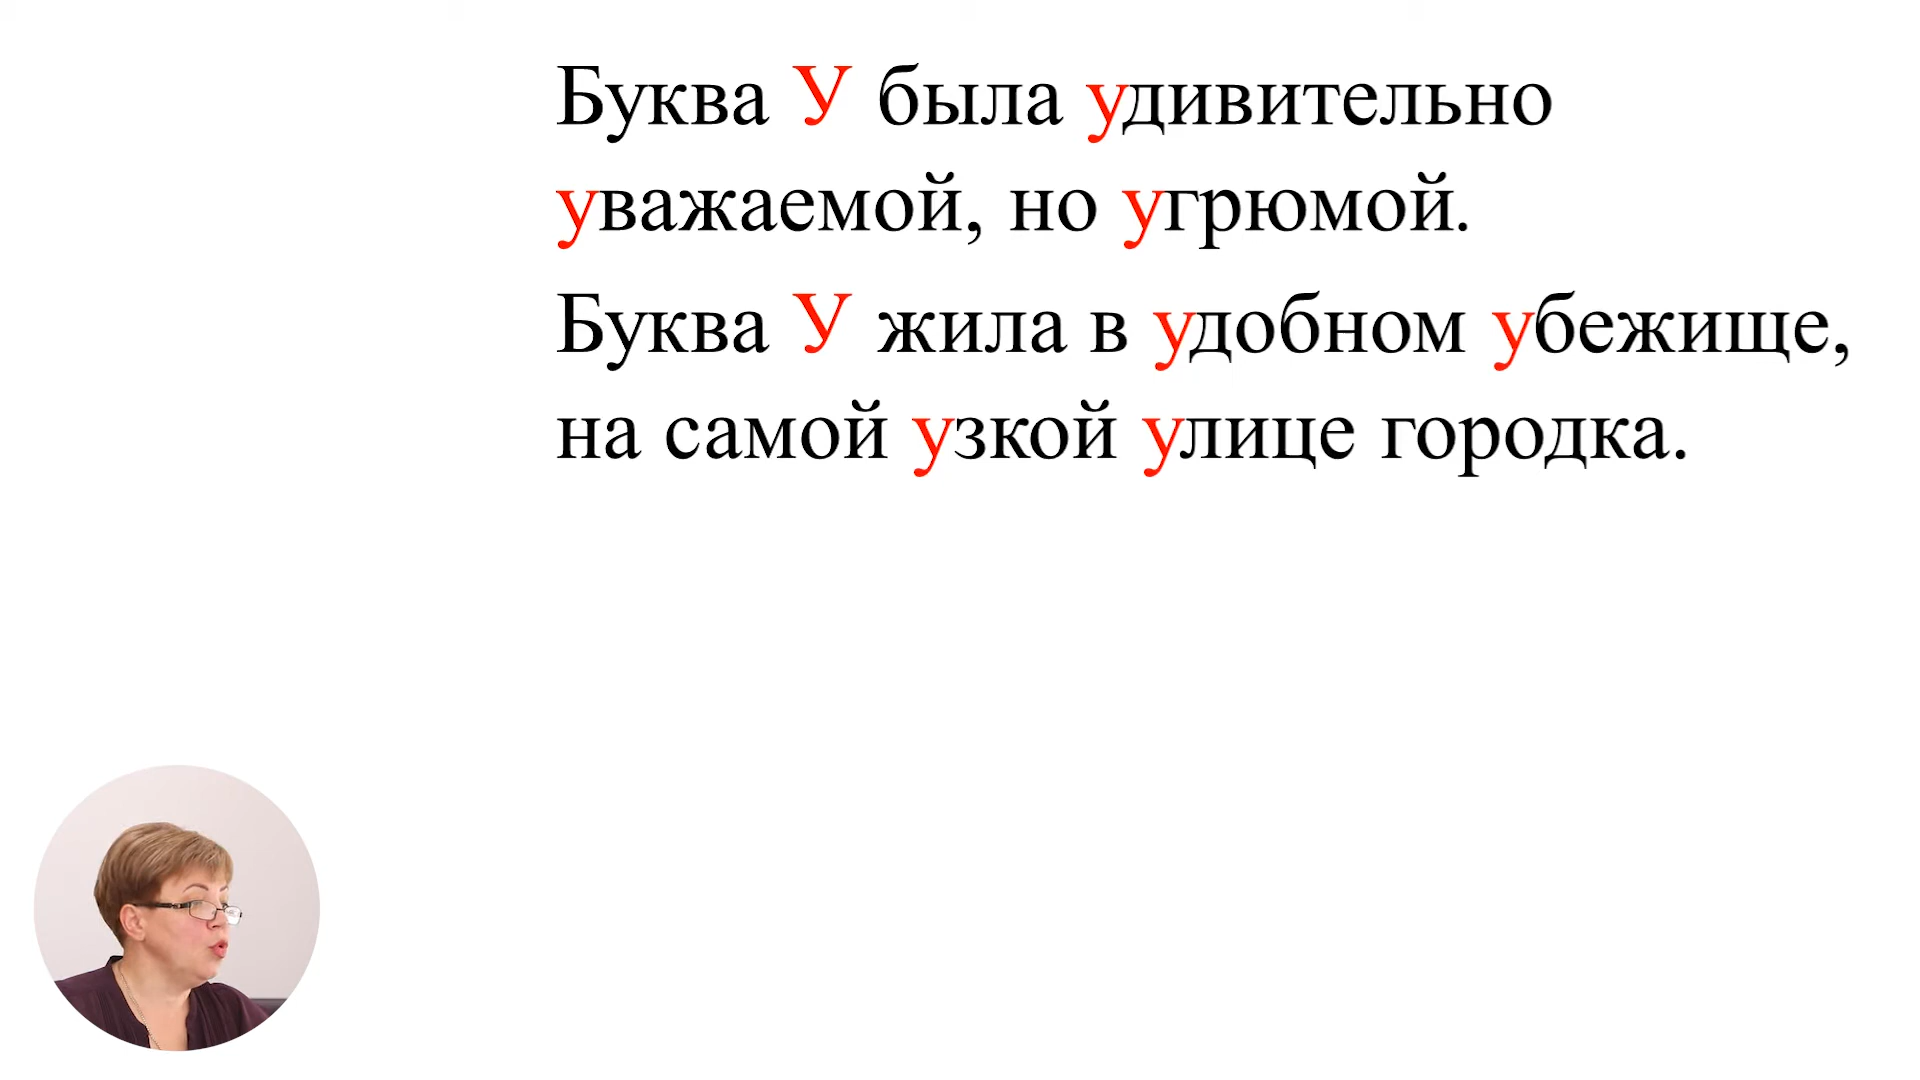 Буква У была удивительно
уважаемой, но угрюмой.
Буква У жила в удобном убежище,
на самой узкой улице городка.